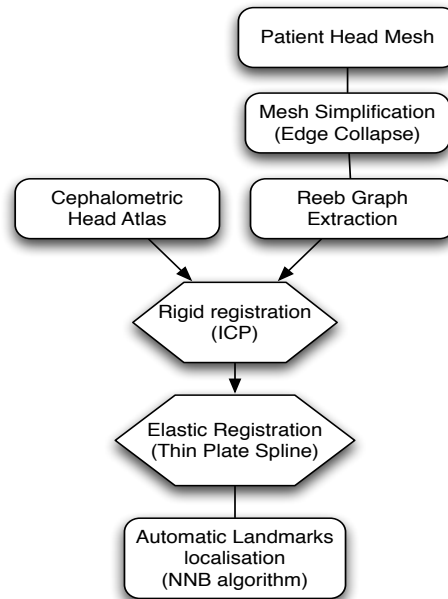 Patient Head Mesh
Mesh Simplification
(Edge Collapse)
Cephalometric
Head Atlas
Reeb Graph
Extraction
Rigid registration
(ICP)
Elastic Registration
(Thin Plate Spline)
Automatic Landmarks
localisation
(NNB algorithm)